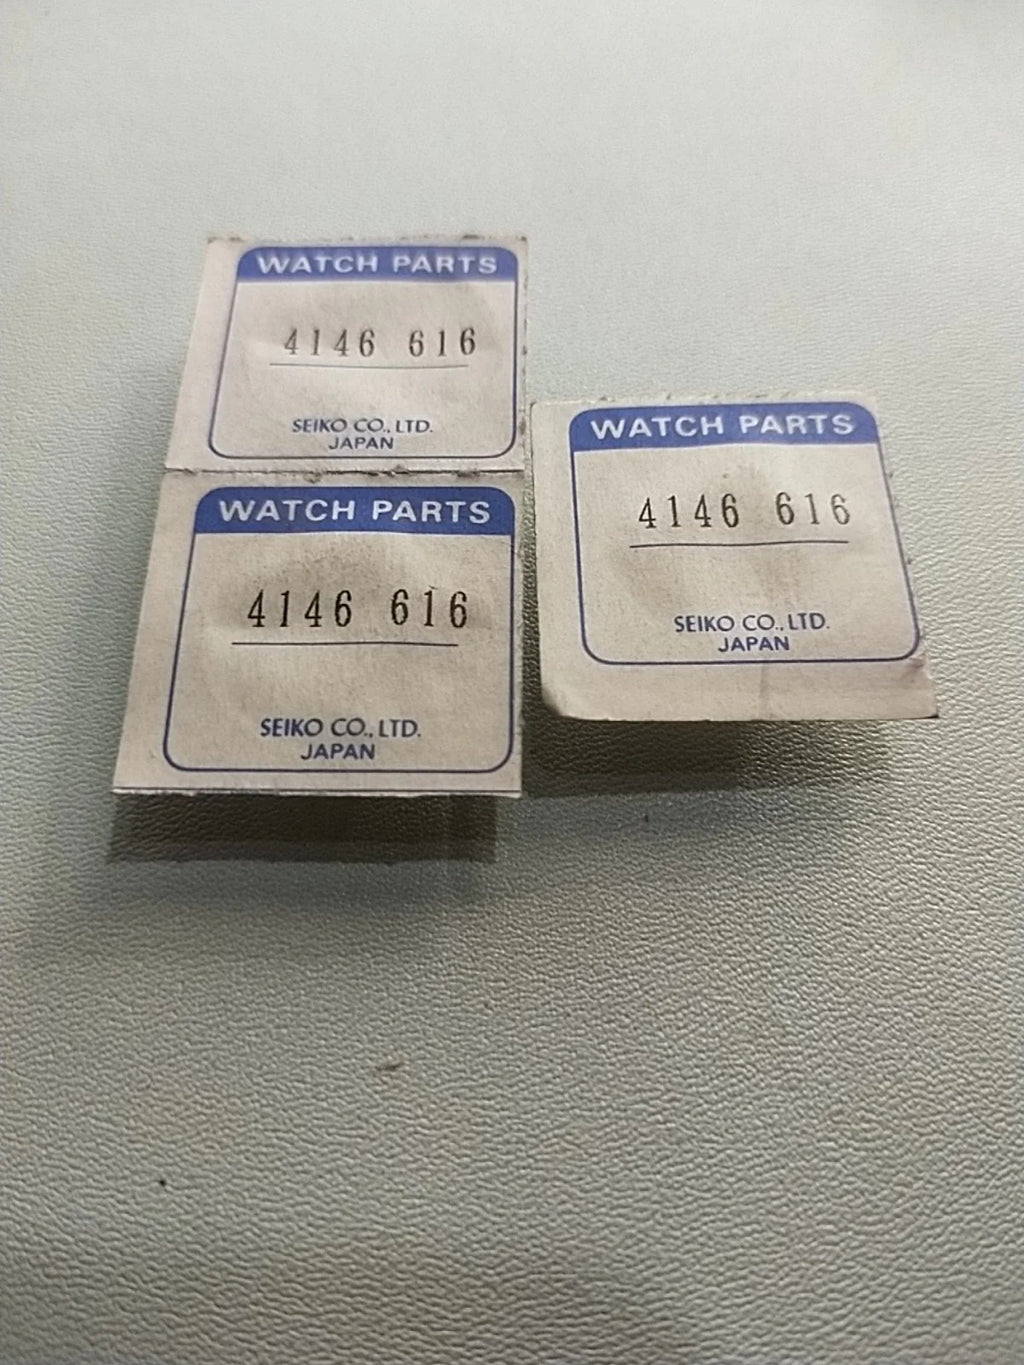 WATCH PARTS
4146 616
SEIKO CO., LTD.
JAPAN
WATCH PARTS
4146 616
SEIKO CO., LTD.
JAPAN
WATCH PARTS
4146 616
SEIKO CO., LTD.
JAPAN